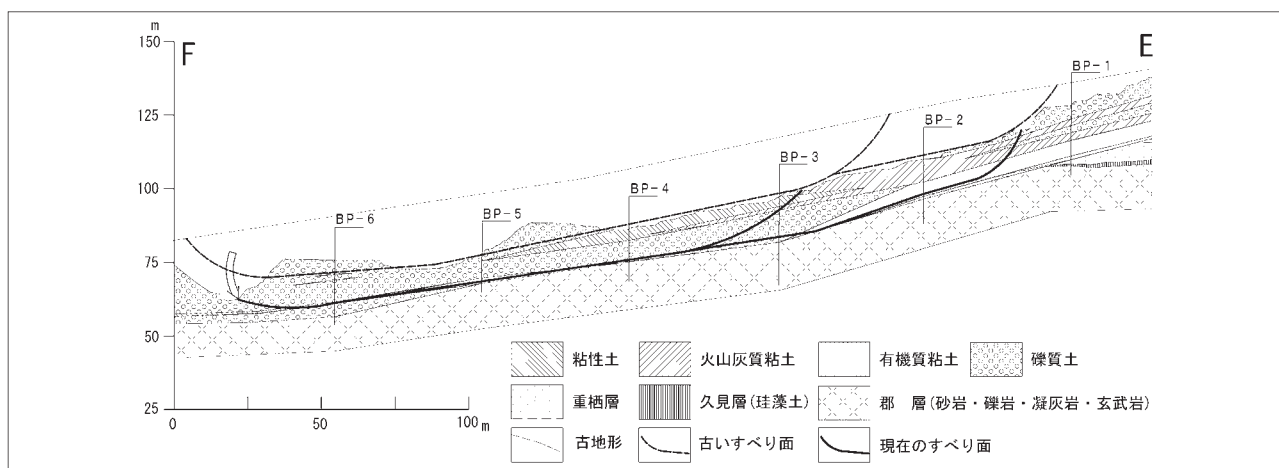 m
150
F
E
BP-1
125
BP-2
BP-3
100
BP-4
BP-5
BP-6
75
50
25
0
50
100
m
粘性土
火山灰質粘土
有機質粘土
礫質土
重栖層
久見層(珪藻土)
郡 層(砂岩・礫岩・凝灰岩・玄武岩)
古地形
古いすべり面
現在のすべり面